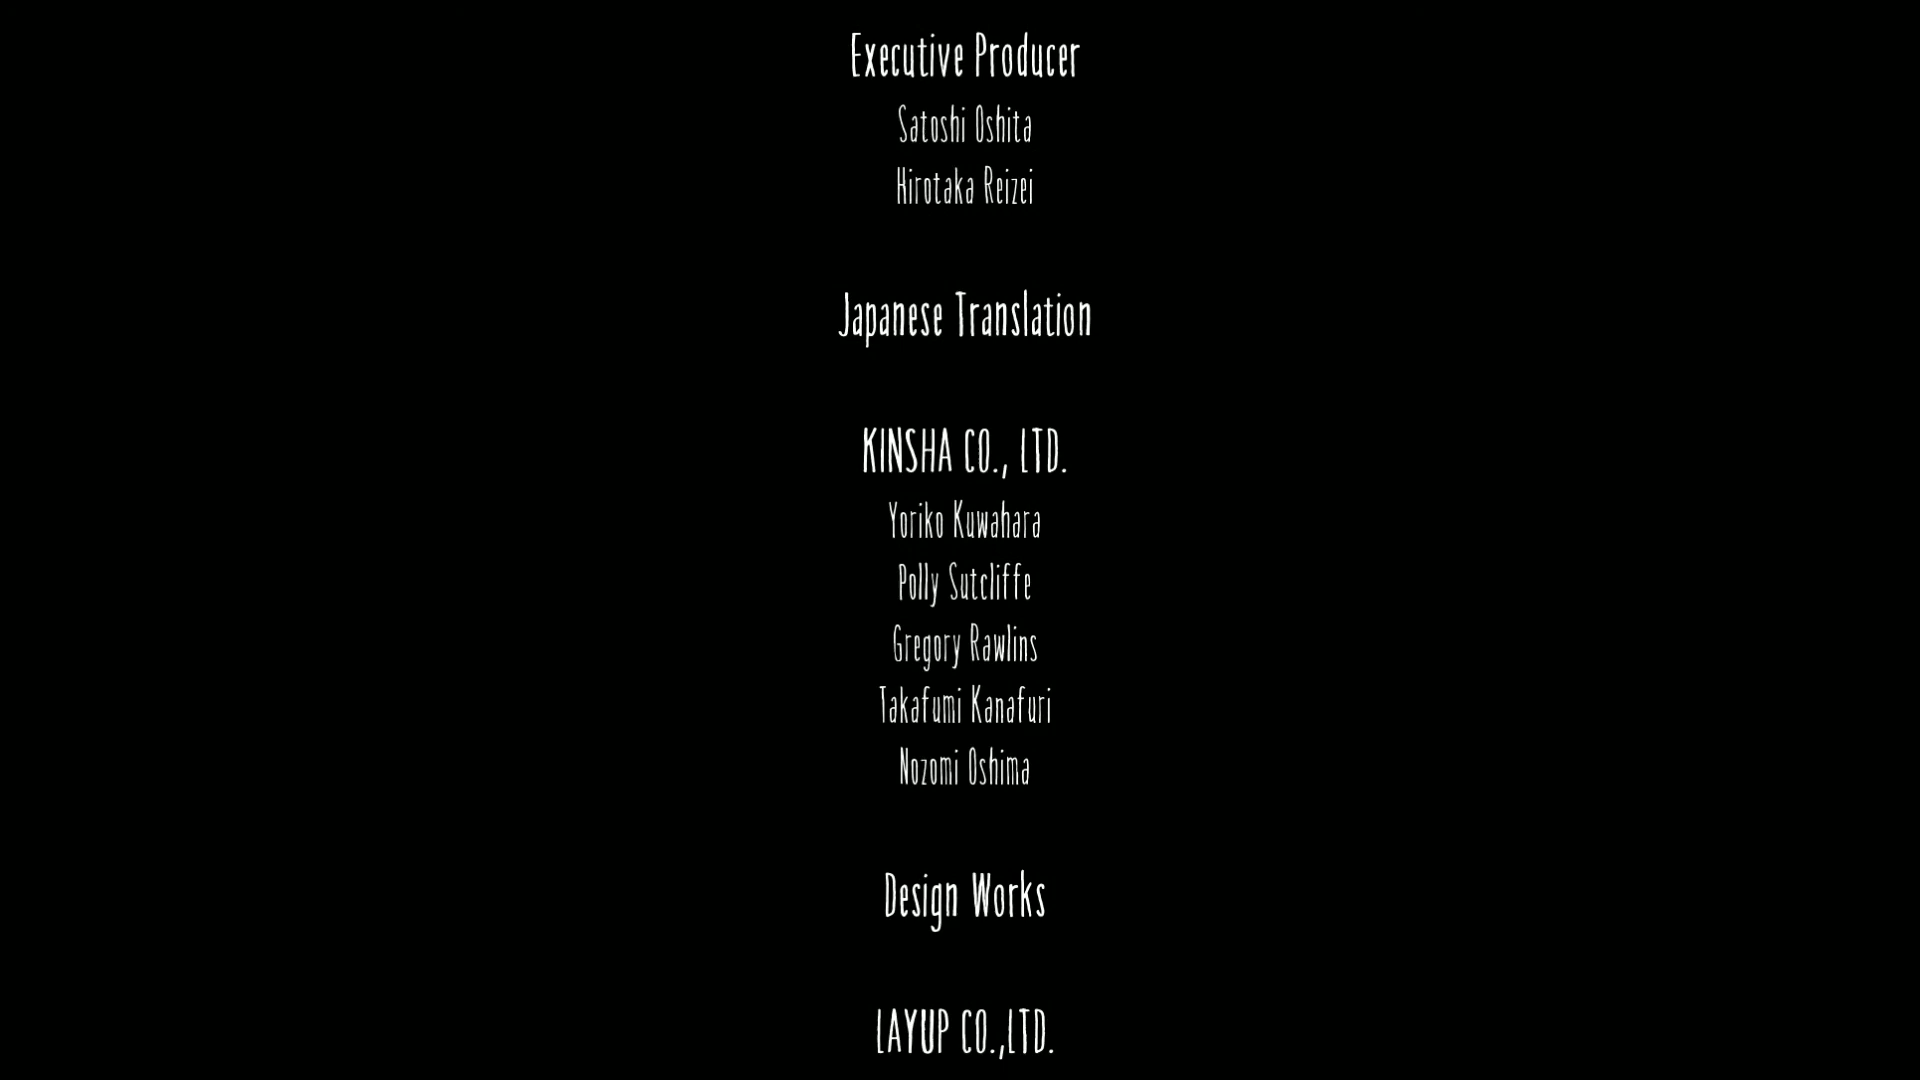 Executive Producer
Satoshi Oshita
Hirotaka Reizei
Japanese Translation
KINSHA CO., LTD.
Yoriko Kuwahara
Polly Sutcliffe
Gregory Rawlins
Takafumi Kanafuri
Nozomi Oshima
Design Works
LAYUP CO.,LTD.